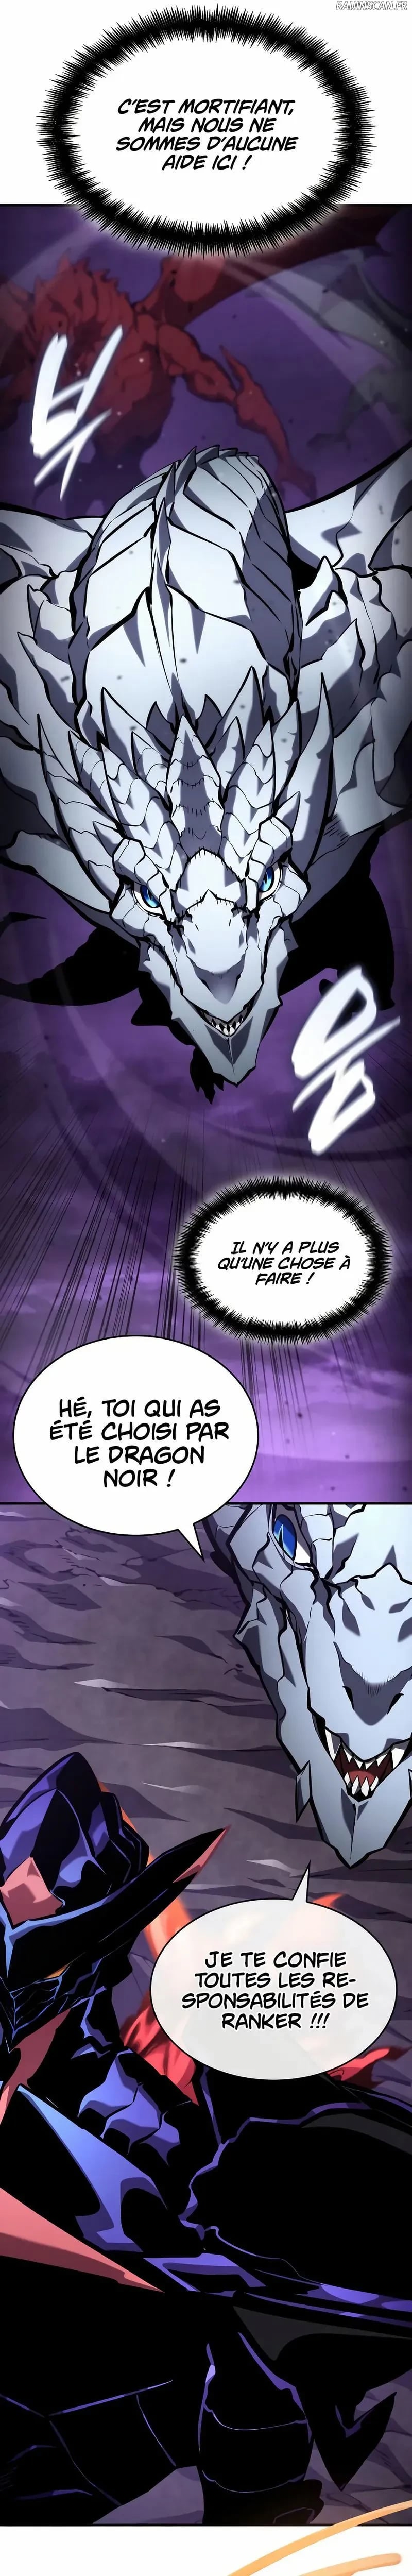 RAIJINSCAN.FR
C'EST MORTIFIANT,
MAIS NOUS NE
SOMMES D'AUCUNE
AIDE ICI !
IL N'Y A PLUS
QU'UNE CHOSE À
FAIRE !
HÉ, TOI QUI AS
ÉTÉ CHOISI PAR
LE DRAGON
NOIR !
JE TE CONFIE
TOUTES LES RE-
SPONSABILITÉS DE
RANKER !!!